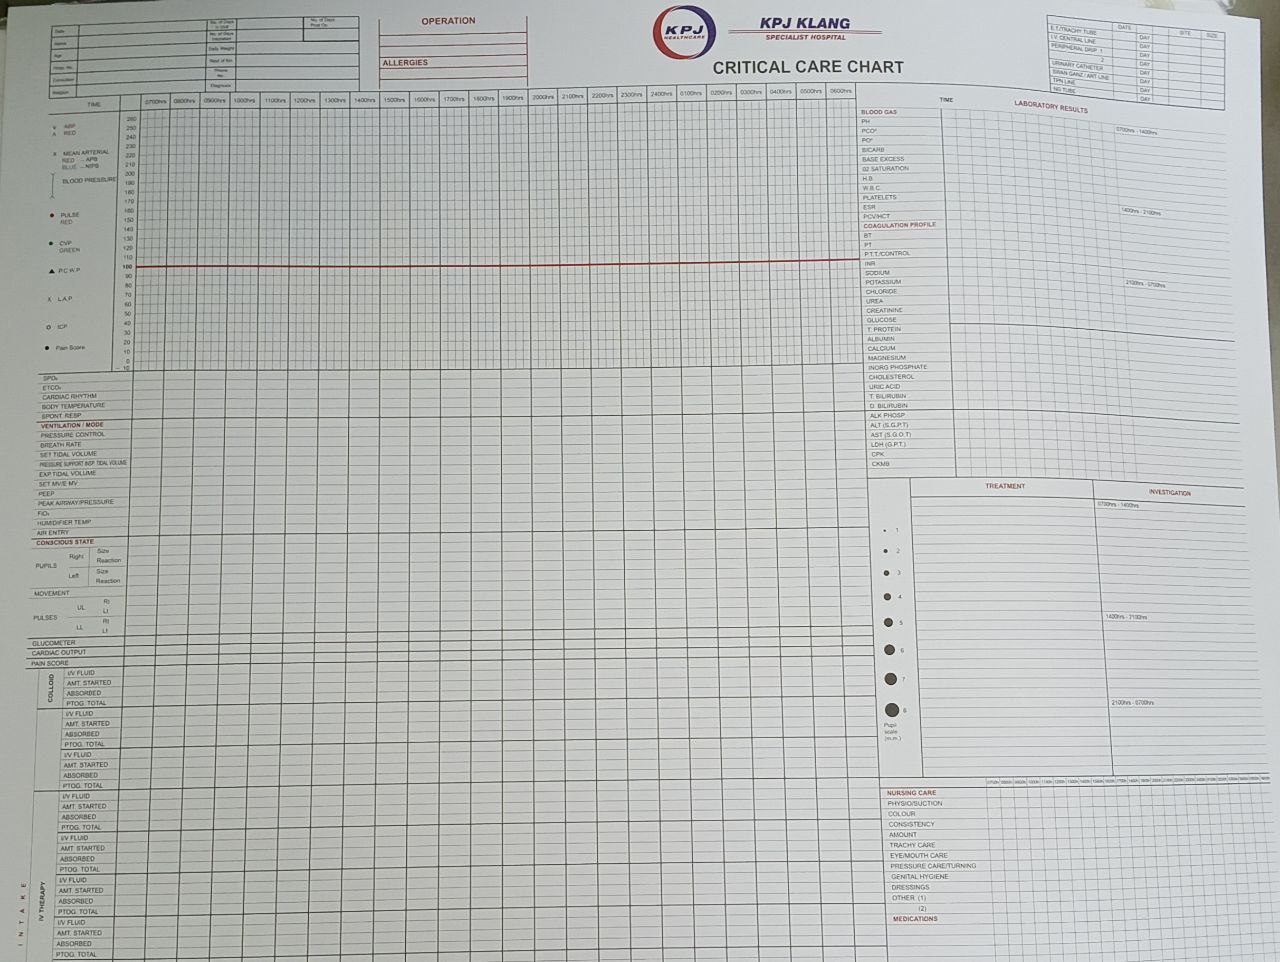 Date
Name
Age
Hosp. No.
Consultant
Religion
No. of Days
in Unit
No. of Days
Intubation
Daily Weight
Next of Kin
Phone
No.
Diagnosis
No. of Days
Post Op.
OPERATION
ALLERGIES
KPJ
HEALTHCARE
KPJ KLANG
SPECIALIST HOSPITAL
CRITICAL CARE CHART
DATE SITE SIZE
E.T/TRACHY TUBE DAY
I.V. CENTRAL LINE DAY
PERIPHERAL DRIP 1 DAY
2 DAY
URINARY CATHETER DAY
SWAN GANZ / ART LINE DAY
TPN LINE DAY
NG TUBE DAY
TIME 0700hrs 0800hrs 0900hrs 1000hrs 1100hrs 1200hrs 1300hrs 1400hrs 1500hrs 1600hrs 1700hrs 1800hrs 1900hrs 2000hrs 2100hrs 2200hrs 2300hrs 2400hrs 0100hrs 0200hrs 0300hrs 0400hrs 0500hrs 0600hrs
260
250
240
230
220
210
200
190
180
170
160
150
140
130
120
110
100
90
80
70
60
50
40
30
20
10
0
- 10
v ABP
ʌ RED
x MEAN ARTERIAL
RED - APB
BLUE - NIPB
BLOOD PRESSURE
PULSE
RED
CVP
GREEN
P.C.W.P
X L.A.P
ICP
Pain Score
SPO₂
ETCO₂
CARDIAC RHYTHM
BODY TEMPERATURE
SPONT. RESP
VENTILATION / MODE
PRESSURE CONTROL
BREATH RATE
SET TIDAL VOLUME
PRESSURE SUPPORT INSP. TIDAL VOLUME
EXP.TIDAL VOLUME
SET MV/E MV
PEEP
PEAK AIRWAY/PRESSURE
FiO₂
HUMIDIFIER TEMP
AIR ENTRY
CONSCIOUS STATE
PUPILS
Right
Size
Reaction
Left
Size
Reaction
MOVEMENT
PULSES
UL
Rt
Lt
LL
Rt
Lt
GLUCOMETER
CARDIAC OUTPUT
PAIN SCORE
COLLOID
I/V FLUID
AMT. STARTED
ABSORBED
PTOG. TOTAL
I/V FLUID
AMT. STARTED
ABSORBED
PTOG. TOTAL
I/V FLUID
AMT. STARTED
ABSORBED
PTOG. TOTAL
INTAKE
IV THERAPY
I/V FLUID
AMT. STARTED
ABSORBED
PTOG. TOTAL
I/V FLUID
AMT. STARTED
ABSORBED
PTOG. TOTAL
I/V FLUID
AMT. STARTED
ABSORBED
PTOG. TOTAL
I/V FLUID
AMT. STARTED
ABSORBED
PTOG. TOTAL
TIME LABORATORY RESULTS
BLOOD GAS
PH
PCO²
PO²
BICARB
BASE EXCESS
02 SATURATION
H.B
W.B.C.
PLATELETS
ESR
PCV/HCT
COAGULATION PROFILE
BT
PT
P.T.T./CONTROL
INR
SODIUM
POTASSIUM
CHLORIDE
UREA
CREATININE
GLUCOSE
T. PROTEIN
ALBUMIN
CALCIUM
MAGNESIUM
INORG PHOSPHATE
CHOLESTEROL
URIC ACID
T. BILIRUBIN
D. BILIRUBIN
ALK PHOSP
ALT (S.G.P.T)
AST (S.G.O.T)
LDH (G.P.T.)
CPK
CKMB
0700hrs - 1400hrs
1400hrs - 2100hrs
2100hrs - 0700hrs
TREATMENT INVESTIGATION
0700hrs - 1400hrs
1400hrs - 2100hrs
2100hrs - 0700hrs
1
2
3
4
5
6
7
8
Pupil
scale
(m.m.)
NURSING CARE
PHYSIO/SUCTION
COLOUR
CONSISTENCY
AMOUNT
TRACHY CARE
EYE/MOUTH CARE
PRESSURE CARE/TURNING
GENITAL HYGIENE
DRESSINGS
OTHER (1)
(2)
MEDICATIONS